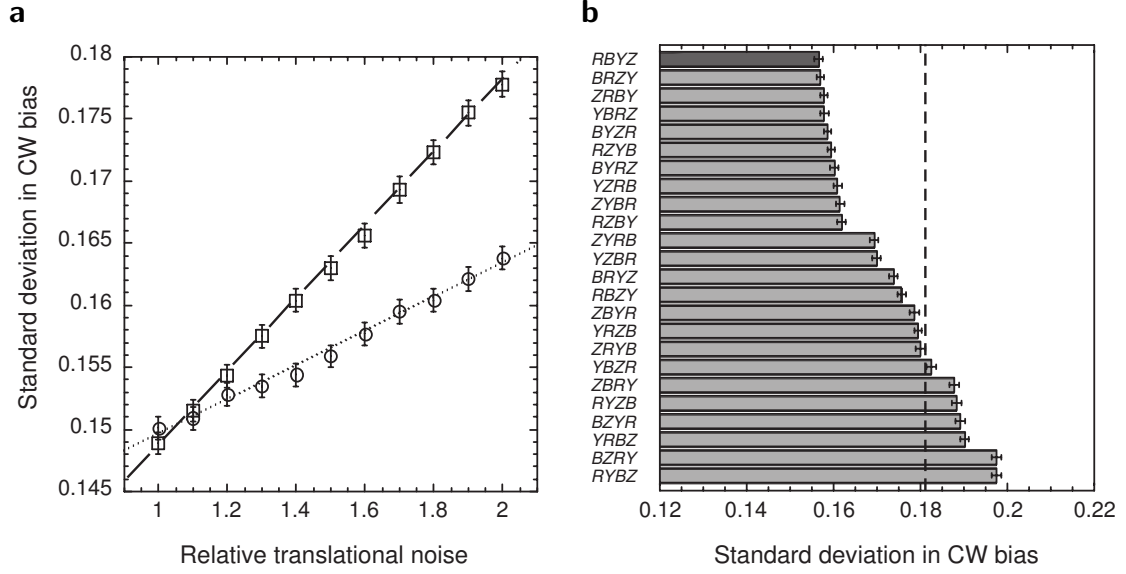 a
0.18
0.175
0.17
0.165
0.16
0.155
0.15
0.145
Standard deviation in CW bias
1 1.2 1.4 1.6 1.8 2
Relative translational noise
b
RBYZ
BRZY
ZRBY
YBRZ
BYZR
RZYB
BYRZ
YZRB
ZYBR
RZBY
ZYRB
YZBR
BRYZ
RBZY
ZBYR
YRZB
ZRYB
YBZR
ZBRY
RYZB
BZYR
YRBZ
BZRY
RYBZ
0.12 0.14 0.16 0.18 0.2 0.22
Standard deviation in CW bias